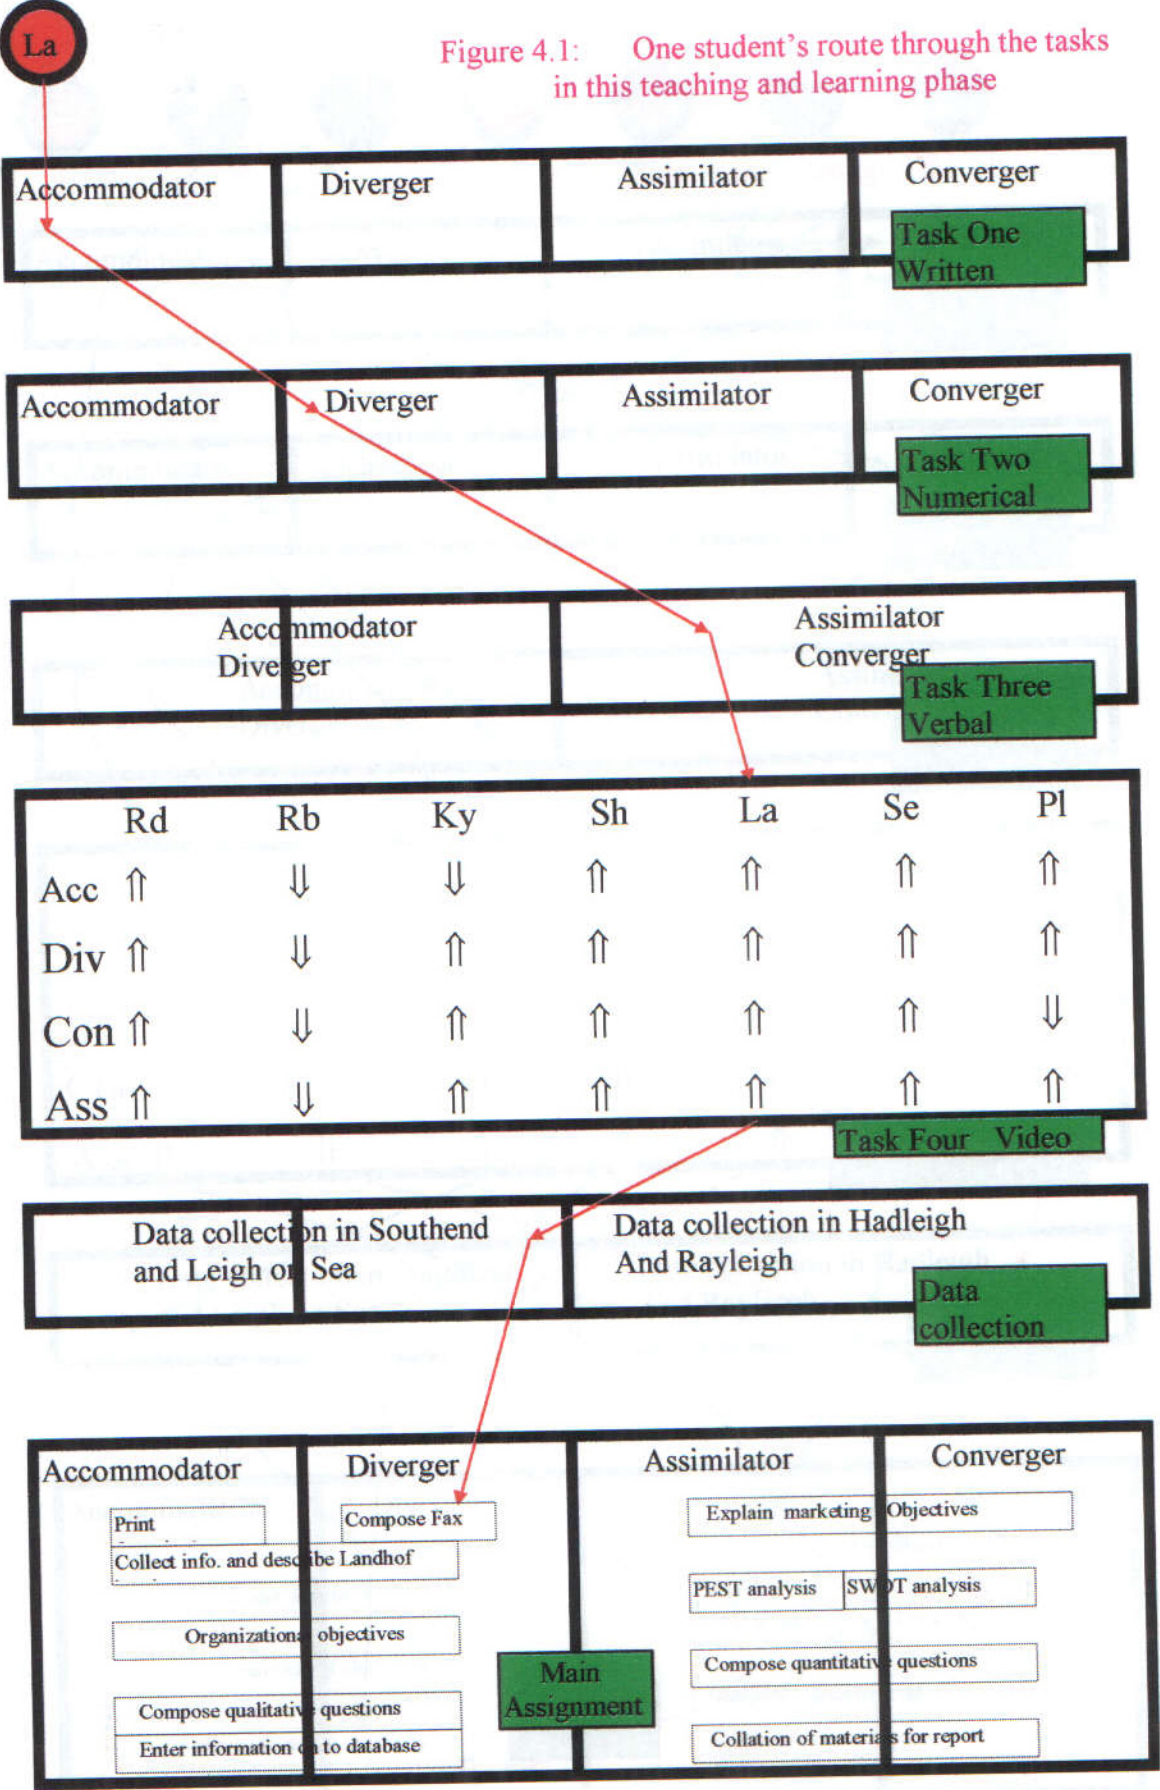 La
Figure 4.1: One student's route through the tasks
in this teaching and learning phase
Accommodator Diverger Assimilator Converger
Task One
Written
Accommodator Diverger Assimilator Converger
Task Two
Numerical
Accommodator
Diverger
Assimilator
Converger
Task Three
Verbal
Rd Rb Ky Sh La Se Pl
Acc ⇑ ⇓ ⇓ ⇑ ⇑ ⇑ ⇑
Div ⇑ ⇓ ⇑ ⇑ ⇑ ⇑ ⇑
Con ⇑ ⇓ ⇑ ⇑ ⇑ ⇑ ⇓
Ass ⇑ ⇓ ⇑ ⇑ ⇑ ⇑ ⇑
Task Four Video
Data collection in Southend
and Leigh on Sea
Data collection in Hadleigh
And Rayleigh
Data
collection
Accommodator Diverger Assimilator Converger
Print
Compose Fax
Collect info. and describe Landhof
Organizational objectives
Compose qualitative questions
Enter information on to database
Main
Assignment
Explain marketing Objectives
PEST analysis SWOT analysis
Compose quantitative questions
Collation of materials for report